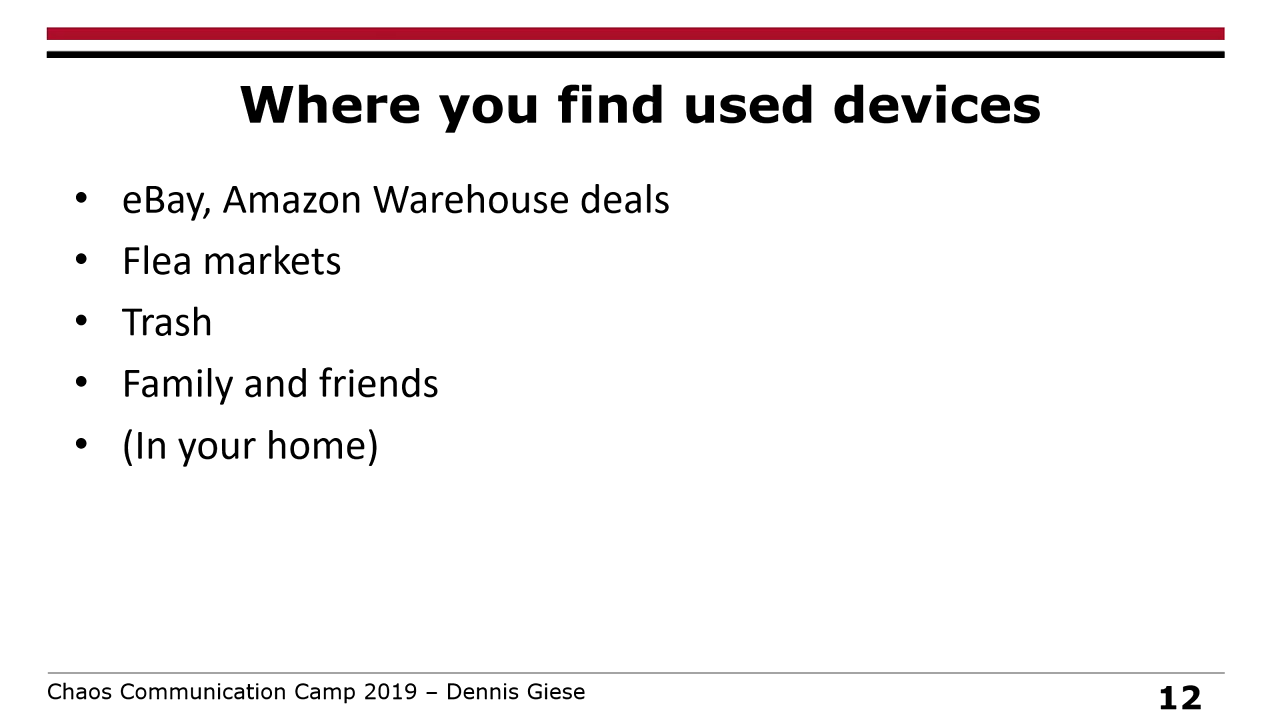 Where you find used devices
• eBay, Amazon Warehouse deals
• Flea markets
• Trash
• Family and friends
• (In your home)
Chaos Communication Camp 2019 – Dennis Giese
12